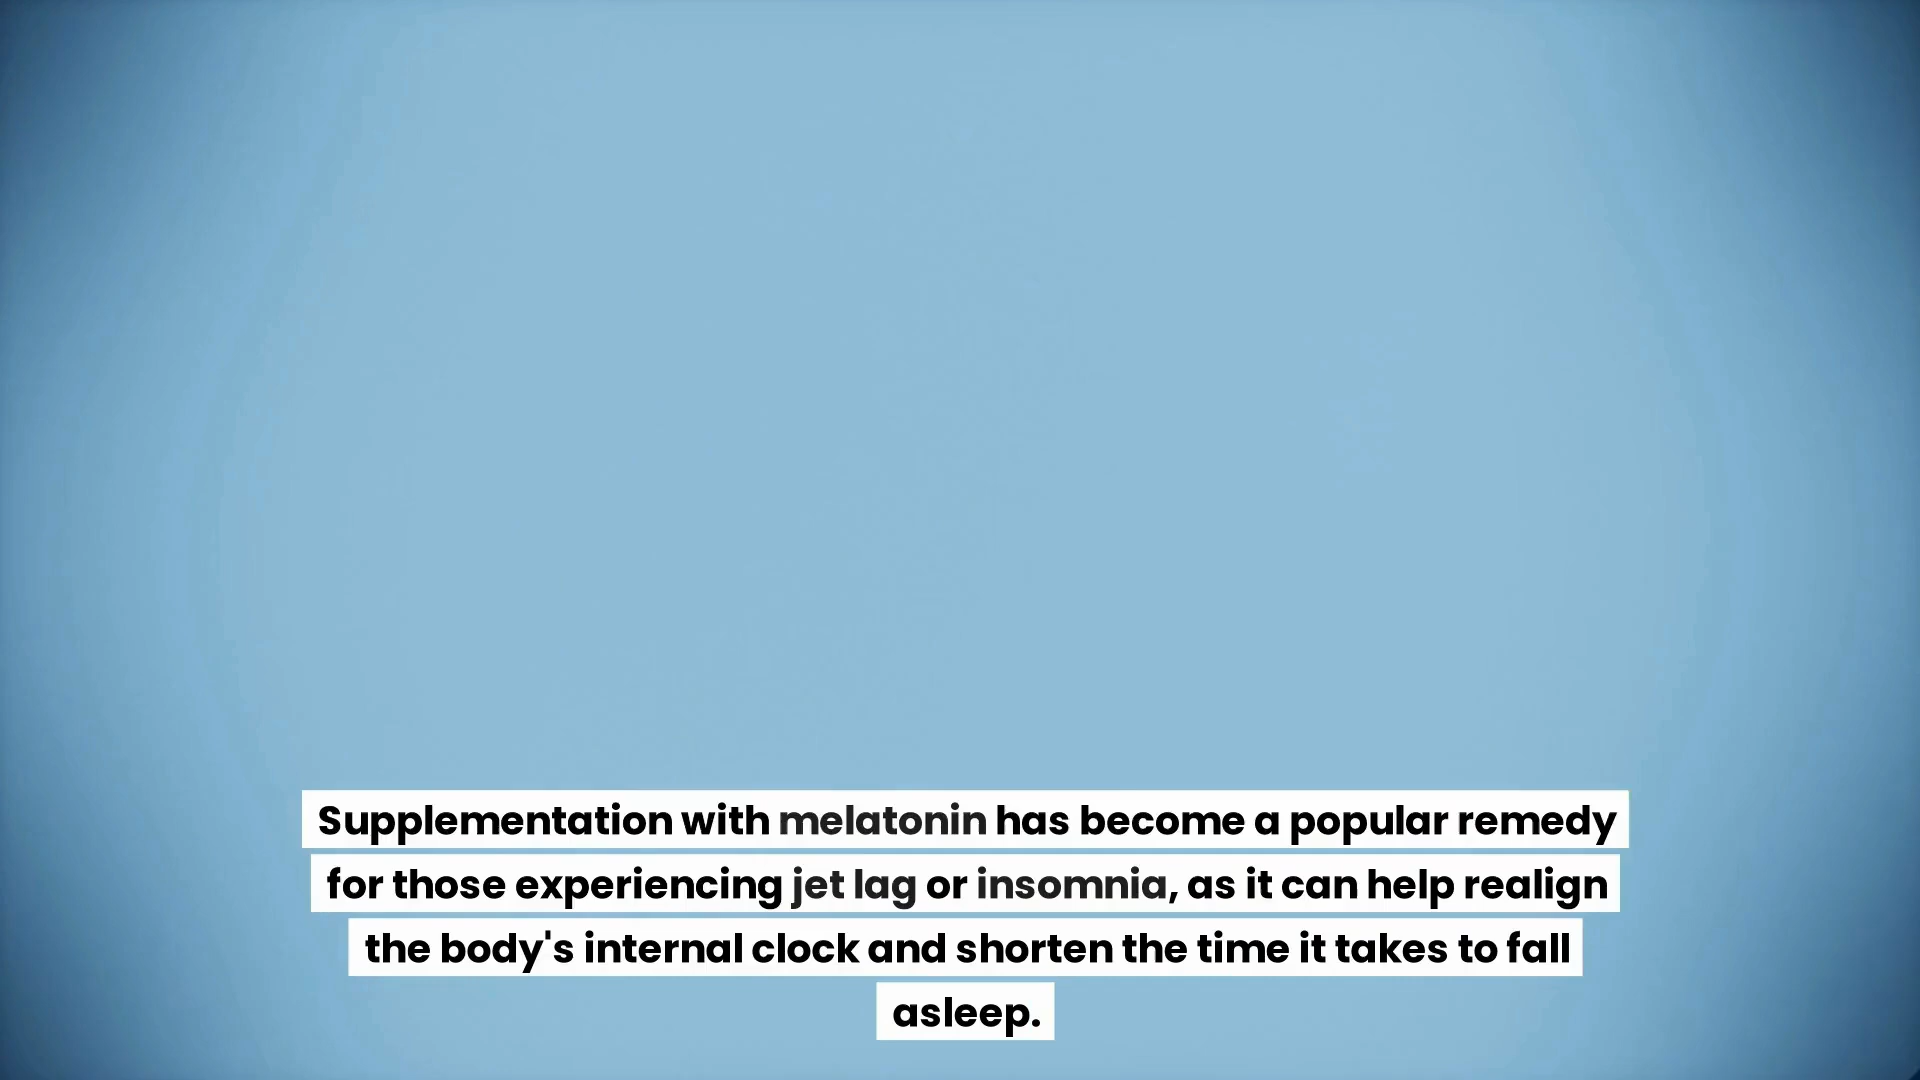 Supplementation with melatonin has become a popular remedy
for those experiencing jet lag or insomnia, as it can help realign
the body's internal clock and shorten the time it takes to fall
asleep.